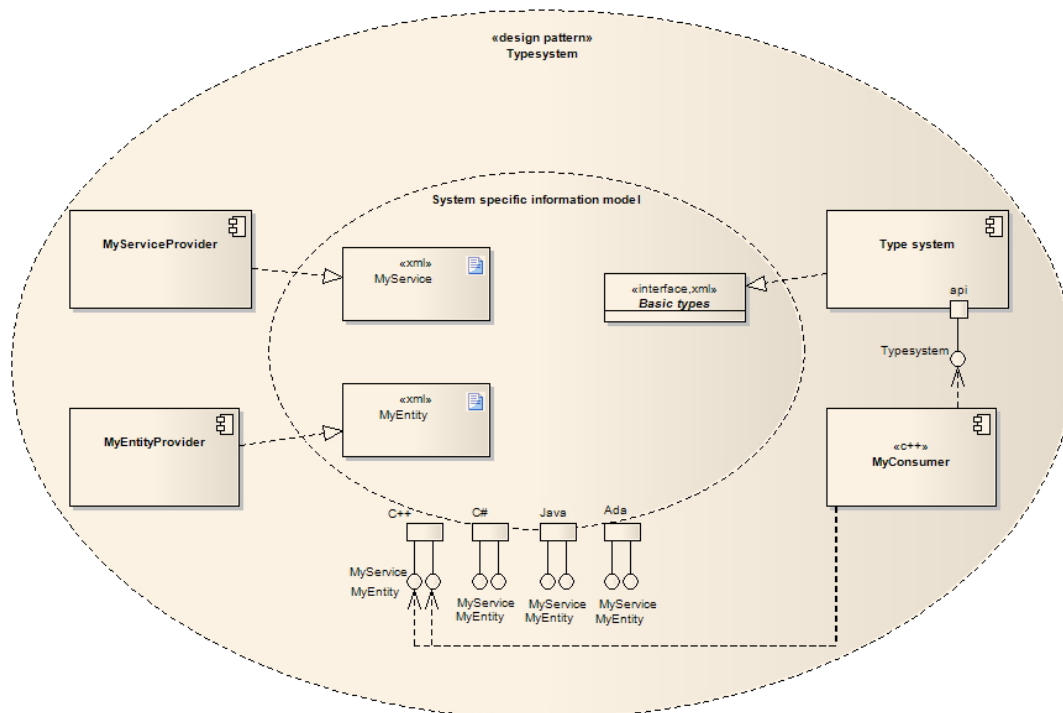 «design pattern»
Typesystem
System specific information model
MyServiceProvider
«xml»
MyService
«interface,xml»
Basic types
Type system
api
Typesystem
MyEntityProvider
«xml»
MyEntity
«c++»
MyConsumer
C++
C#
Java
Ada
MyService
MyEntity
MyService
MyEntity
MyService
MyEntity
MyService
MyEntity